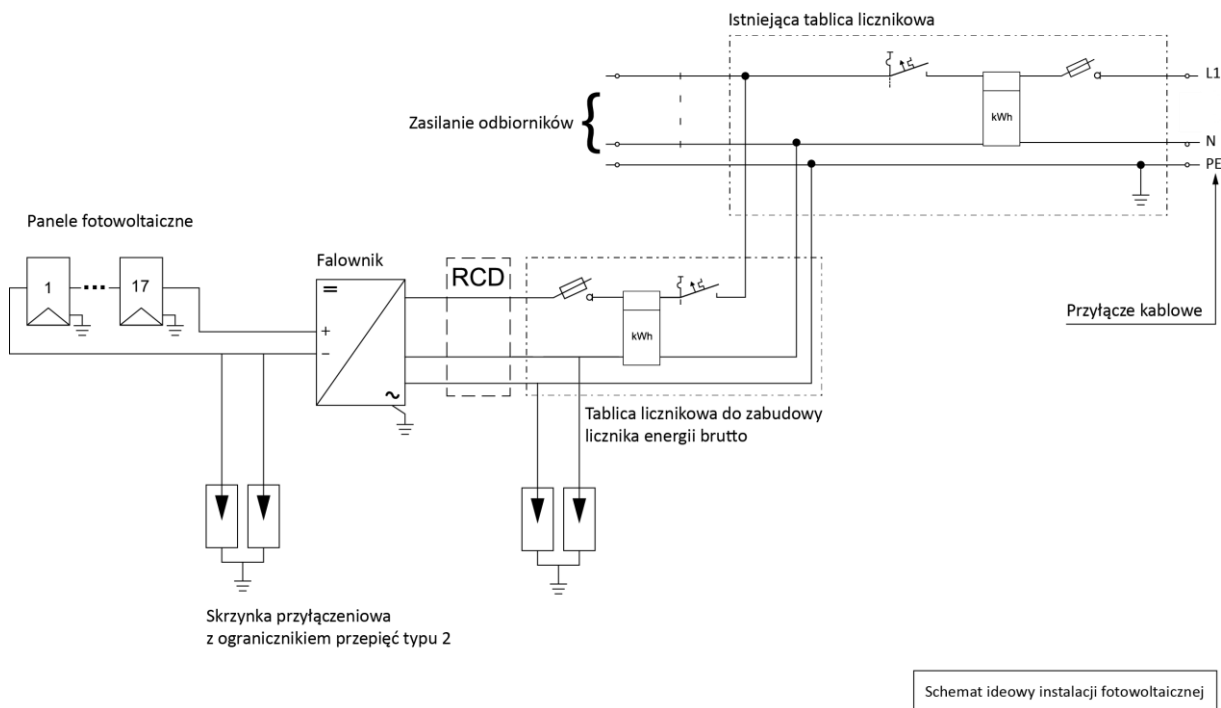 Istniejąca tablica licznikowa
L1
kWh
Zasilanie odbiorników
{
N
PE
Panele fotowoltaiczne
Falownik
RCD
1
17
=
+
−
~
kWh
Przyłącze kablowe
Tablica licznikowa do zabudowy
licznika energii brutto
Skrzynka przyłączeniowa
z ogranicznikiem przepięć typu 2
Schemat ideowy instalacji fotowoltaicznej